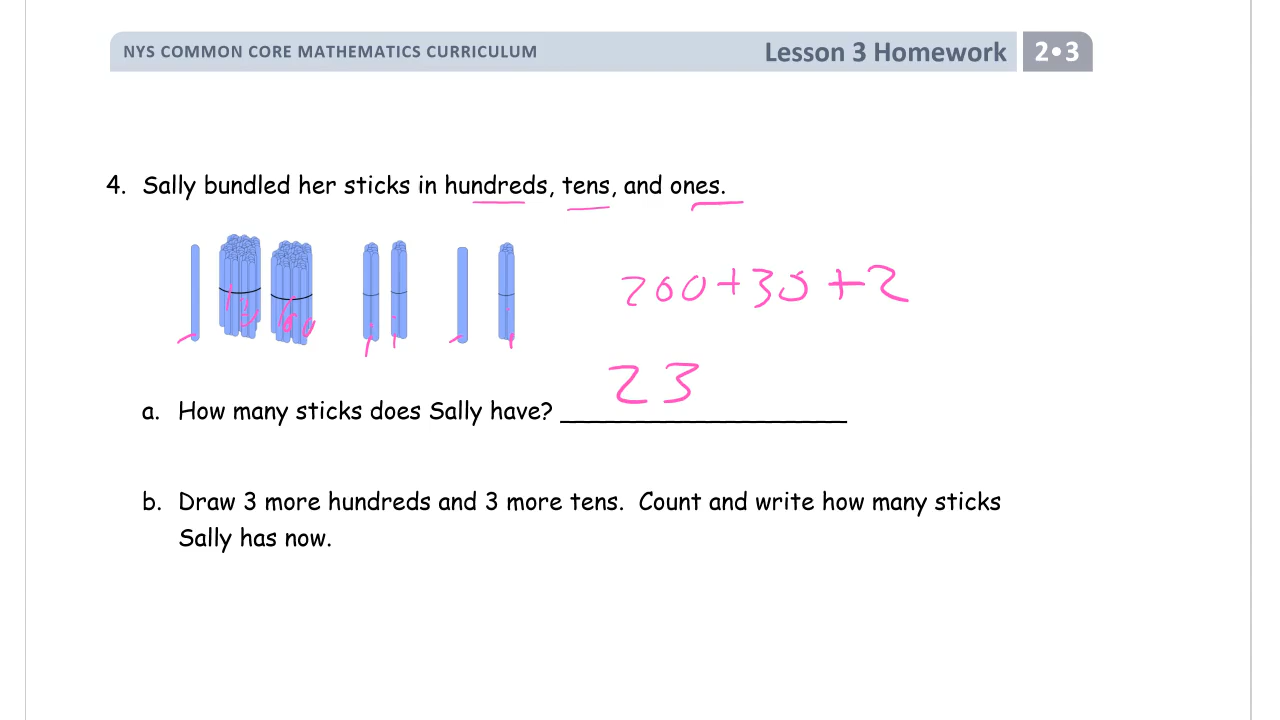 NYS COMMON CORE MATHEMATICS CURRICULUM Lesson 3 Homework 2•3
4. Sally bundled her sticks in hundreds, tens, and ones.
200+30+2
23
a. How many sticks does Sally have? ____________________
b. Draw 3 more hundreds and 3 more tens. Count and write how many sticks
Sally has now.